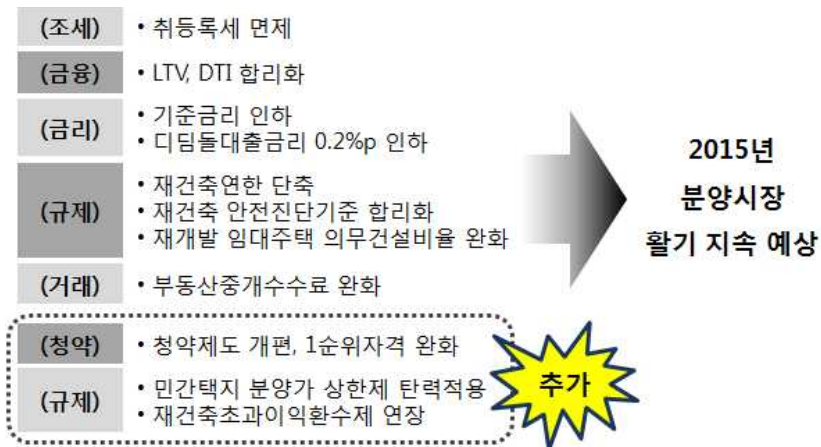 (조세) • 취등록세 면제
(금융) • LTV, DTI 합리화
(금리) • 기준금리 인하
• 디딤돌대출금리 0.2%p 인하
(규제) • 재건축연한 단축
• 재건축 안전진단기준 합리화
• 재개발 임대주택 의무건설비율 완화
(거래) • 부동산중개수수료 완화
(청약) • 청약제도 개편, 1순위자격 완화
(규제) • 민간택지 분양가 상한제 탄력적용
• 재건축초과이익환수제 연장
추가
2015년
분양시장
활기 지속 예상